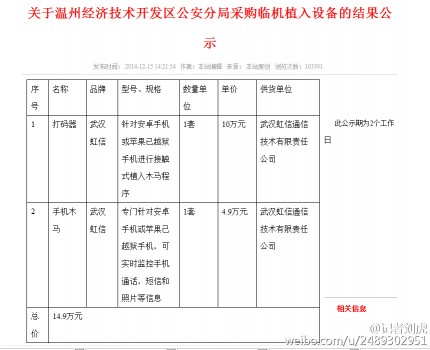 关于温州经济技术开发区公安分局采购临机植入设备的结果公
示
发布时间： 2014-12-15 14:21:54 作者：本站编辑 来源：本站原创 浏览次数：103301
序号 名称 品牌 型号、规格 数量单位 单价 供货单位
1 打码器 武汉虹信 针对安卓手机或苹果已越狱手机进行接触式植入木马程序 1套 10万元 武汉虹信通信技术有限责任公司
2 手机木马 武汉虹信 专门针对安卓手机或苹果已越狱手机，可实时监控手机通话，短信和照片等信息 1套 4.9万元 武汉虹信通信技术有限责任公司
总价 14.9万元
此公示期为2个工作
日
相关信息
@记者刘虎
weibo.com/u/2489302951